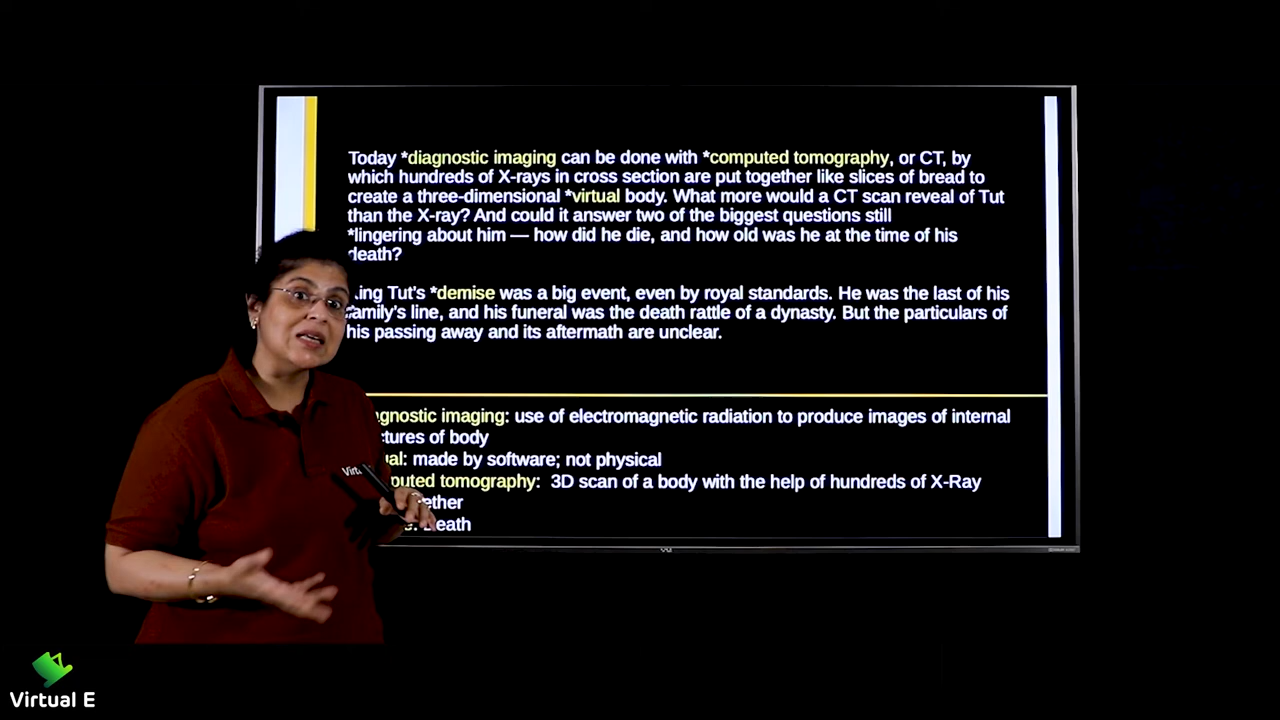 Today *diagnostic imaging can be done with *computed tomography, or CT, by
which hundreds of X-rays in cross section are put together like slices of bread to
create a three-dimensional *virtual body. What more would a CT scan reveal of Tut
than the X-ray? And could it answer two of the biggest questions still
*lingering about him — how did he die, and how old was he at the time of his
death?
Tut's *demise was a big event, even by royal standards. He was the last of his
family's line, and his funeral was the death rattle of a dynasty. But the particulars of
his passing away and its aftermath are unclear.
imaging: use of electromagnetic radiation to produce images of internal
of body
made by software; not physical
tomography: 3D scan of a body with the help of hundreds of X-Ray
Death
Virtual E